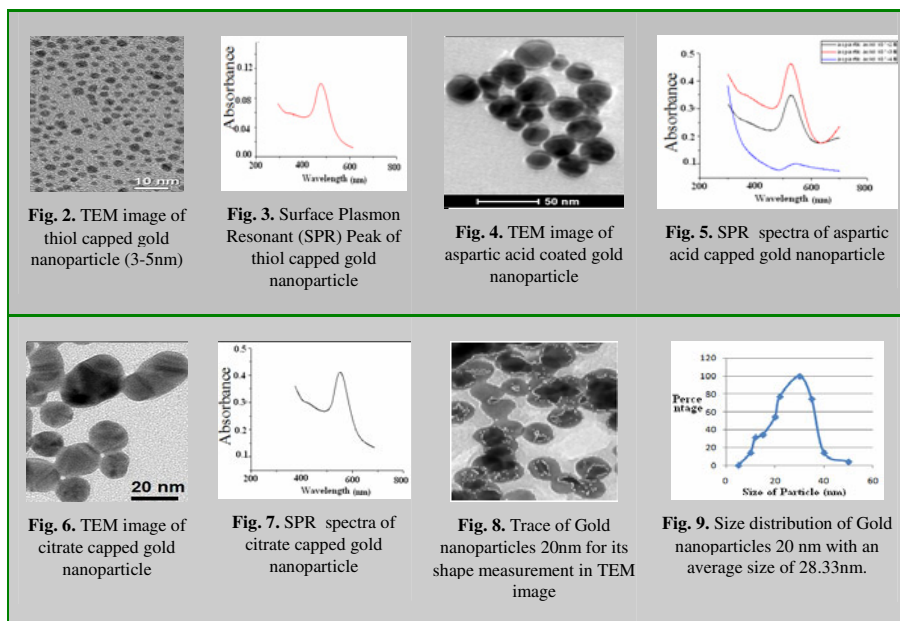 10 nm
Absorbance
0.12
0.08
0.04
0.00
200 400 600 800
Wavelength (nm)
50 nm
Absorbance
0.5
0.4
0.3
0.2
0.1
200 400 600 800
Wavelength (nm)
Fig. 2. TEM image of
thiol capped gold
nanoparticle (3-5nm)
Fig. 3. Surface Plasmon
Resonant (SPR) Peak of
thiol capped gold
nanoparticle
Fig. 4. TEM image of
aspartic acid coated gold
nanoparticle
Fig. 5. SPR spectra of aspartic
acid capped gold nanoparticle
20 nm
Absorbance
0.5
0.4
0.3
0.2
0.1
200 400 600 800
Wavelength (nm)
Perce
ntage
120
100
80
60
40
20
0
0 20 40 60
Size of Particle (nm)
Fig. 6. TEM image of
citrate capped gold
nanoparticle
Fig. 7. SPR spectra of
citrate capped gold
nanoparticle
Fig. 8. Trace of Gold
nanoparticles 20nm for its
shape measurement in TEM
image
Fig. 9. Size distribution of Gold
nanoparticles 20 nm with an
average size of 28.33nm.